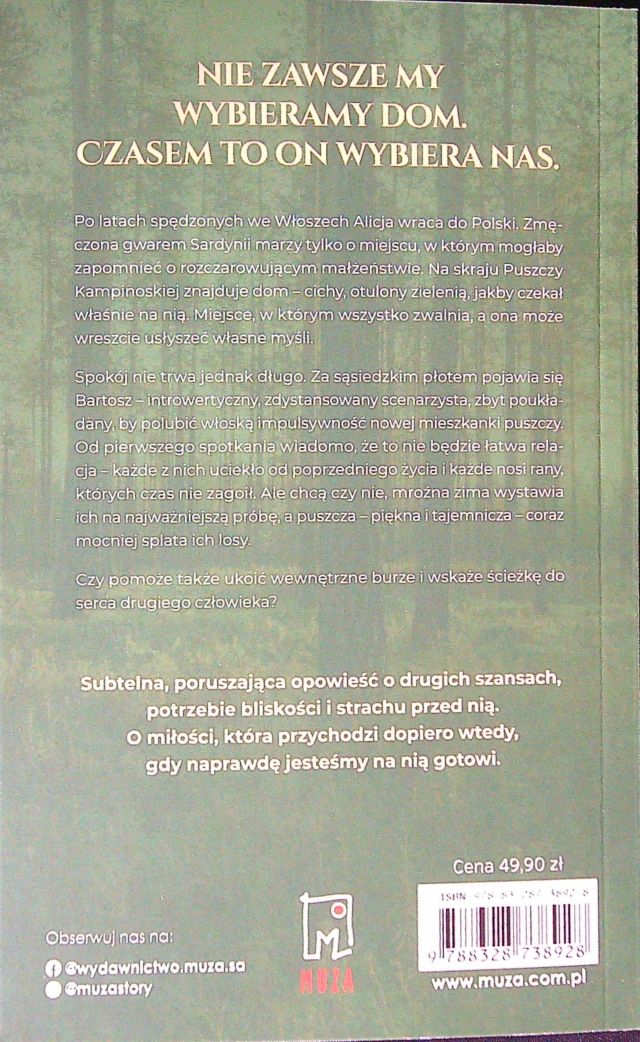 NIE ZAWSZE MY
WYBIERAMY DOM.
CZASEM TO ON WYBIERA NAS.
Po latach spędzonych we Włoszech Alicja wraca do Polski. Zmę-
czona gwarem Sardynii marzy tylko o miejscu, w którym mogłaby
zapomnieć o rozczarowującym małżeństwie. Na skraju Puszczy
Kampinoskiej znajduje dom – cichy, otulony zielenią, jakby czekał
właśnie na nią. Miejsce, w którym wszystko zwalnia, a ona może
wreszcie usłyszeć własne myśli.
Spokój nie trwa jednak długo. Za sąsiedzkim płotem pojawia się
Bartosz – introwertyczny, zdystansowany scenarzysta, zbyt poukła-
dany, by polubić włoską impulsywność nowej mieszkanki puszczy.
Od pierwszego spotkania wiadomo, że to nie będzie łatwa rela-
cja – każde z nich uciekło od poprzedniego życia i każde nosi rany,
których czas nie zagoił. Ale chcą czy nie, mroźna zima wystawia
ich na najważniejszą próbę, a puszcza – piękna i tajemnicza – coraz
mocniej splata ich losy.
Czy pomoże także ukoić wewnętrzne burze i wskaże ścieżkę do
serca drugiego człowieka?
Subtelna, poruszająca opowieść o drugich szansach,
potrzebie bliskości i strachu przed nią.
O miłości, która przychodzi dopiero wtedy,
gdy naprawdę jesteśmy na nią gotowi.
Cena 49,90 zł
ISBN 978-83-287-3892-8
9 788328 738928
www.muza.com.pl
M
MUZA
Obserwuj nas na:
@wydawnictwo.muza.sa
@muzastory